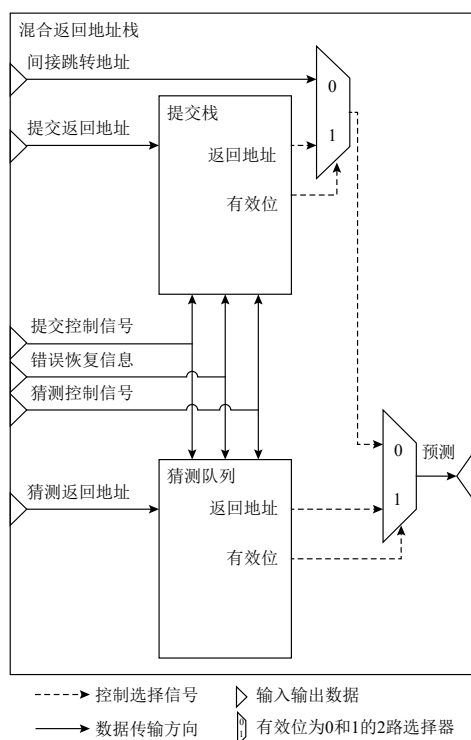 混合返回地址栈
间接跳转地址
0
提交栈
提交返回地址
1
返回地址
有效位
提交控制信号
错误恢复信息
猜测控制信号
预测
0
猜测队列
猜测返回地址
返回地址
1
有效位
控制选择信号
输入输出数据
数据传输方向
0
1
有效位为0和1的2路选择器